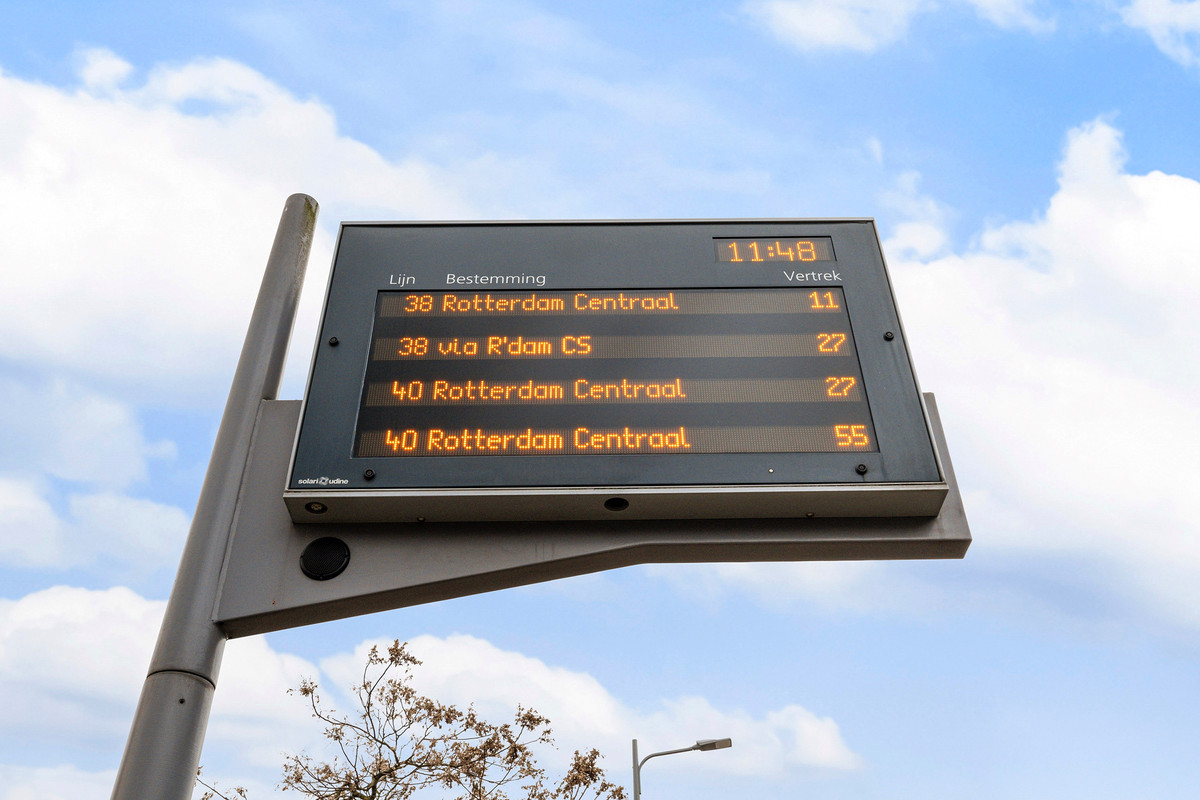 11:48
Lijn Bestemming Vertrek
38 Rotterdam Centraal 11
38 via R'dam CS 27
40 Rotterdam Centraal 27
40 Rotterdam Centraal 55
solari udine